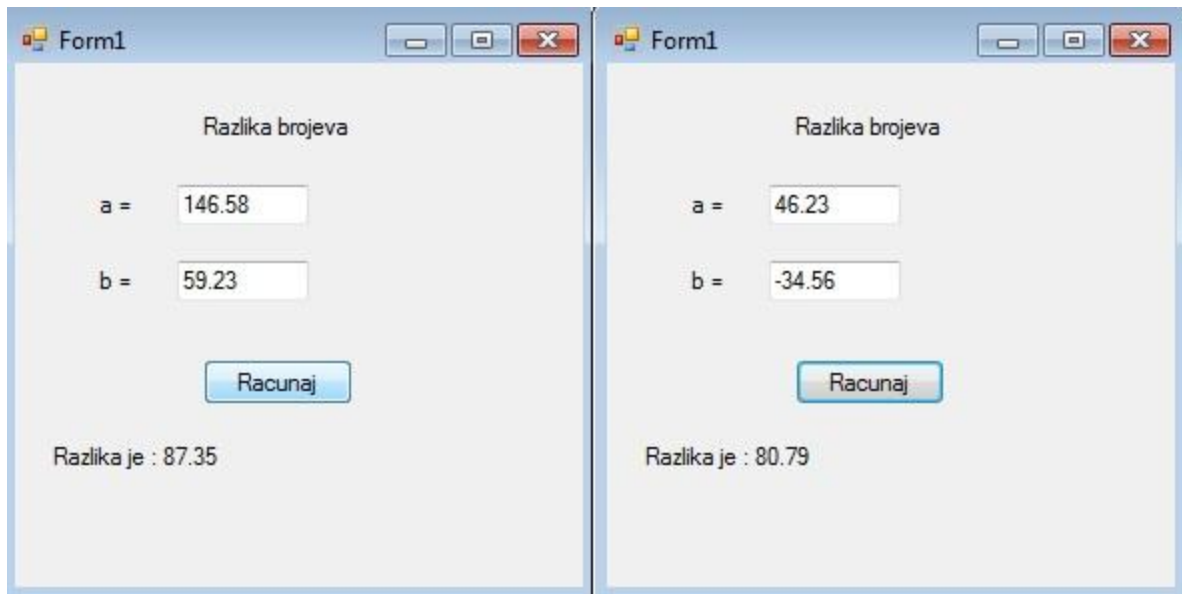 Form1
Razlika brojeva
a = 146.58
b = 59.23
Racunaj
Razlika je : 87.35
Form1
Razlika brojeva
a = 46.23
b = -34.56
Racunaj
Razlika je : 80.79